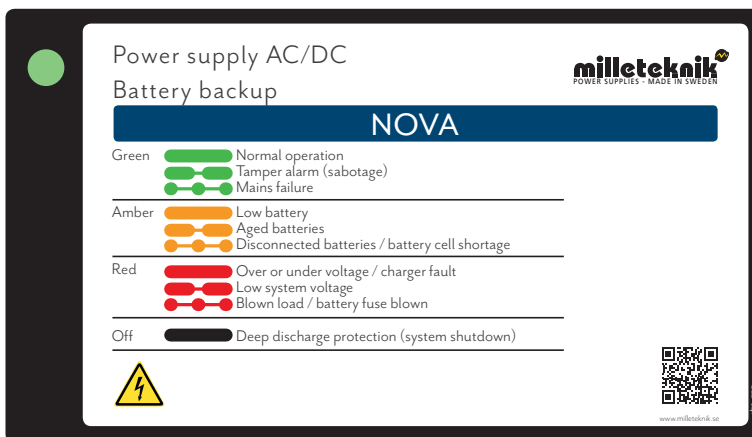 Power supply AC/DC
Battery backup
milleteknik
POWER SUPPLIES - MADE IN SWEDEN
NOVA
Green
Normal operation
Tamper alarm (sabotage)
Mains failure
Amber
Low battery
Aged batteries
Disconnected batteries / battery cell shortage
Red
Over or under voltage / charger fault
Low system voltage
Blown load / battery fuse blown
Off
Deep discharge protection (system shutdown)
www.milleteknik.se